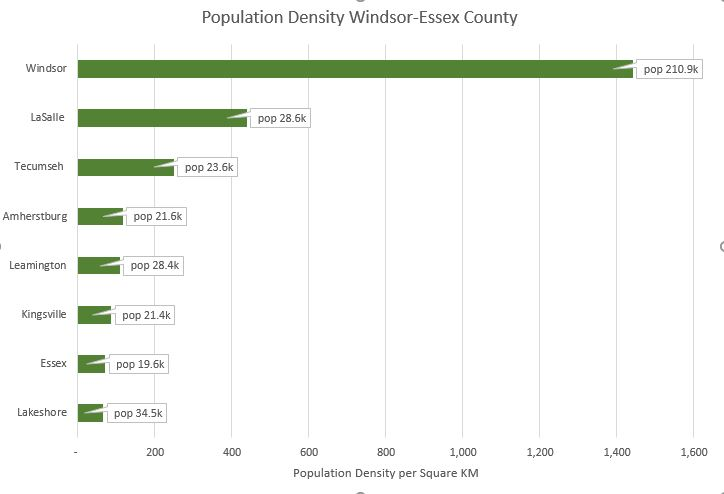 Population Density Windsor-Essex County
Windsor
pop 210.9k
LaSalle
pop 28.6k
Tecumseh
pop 23.6k
Amherstburg
pop 21.6k
Leamington
pop 28.4k
Kingsville
pop 21.4k
Essex
pop 19.6k
Lakeshore
pop 34.5k
- 200 400 600 800 1,000 1,200 1,400 1,600
Population Density per Square KM